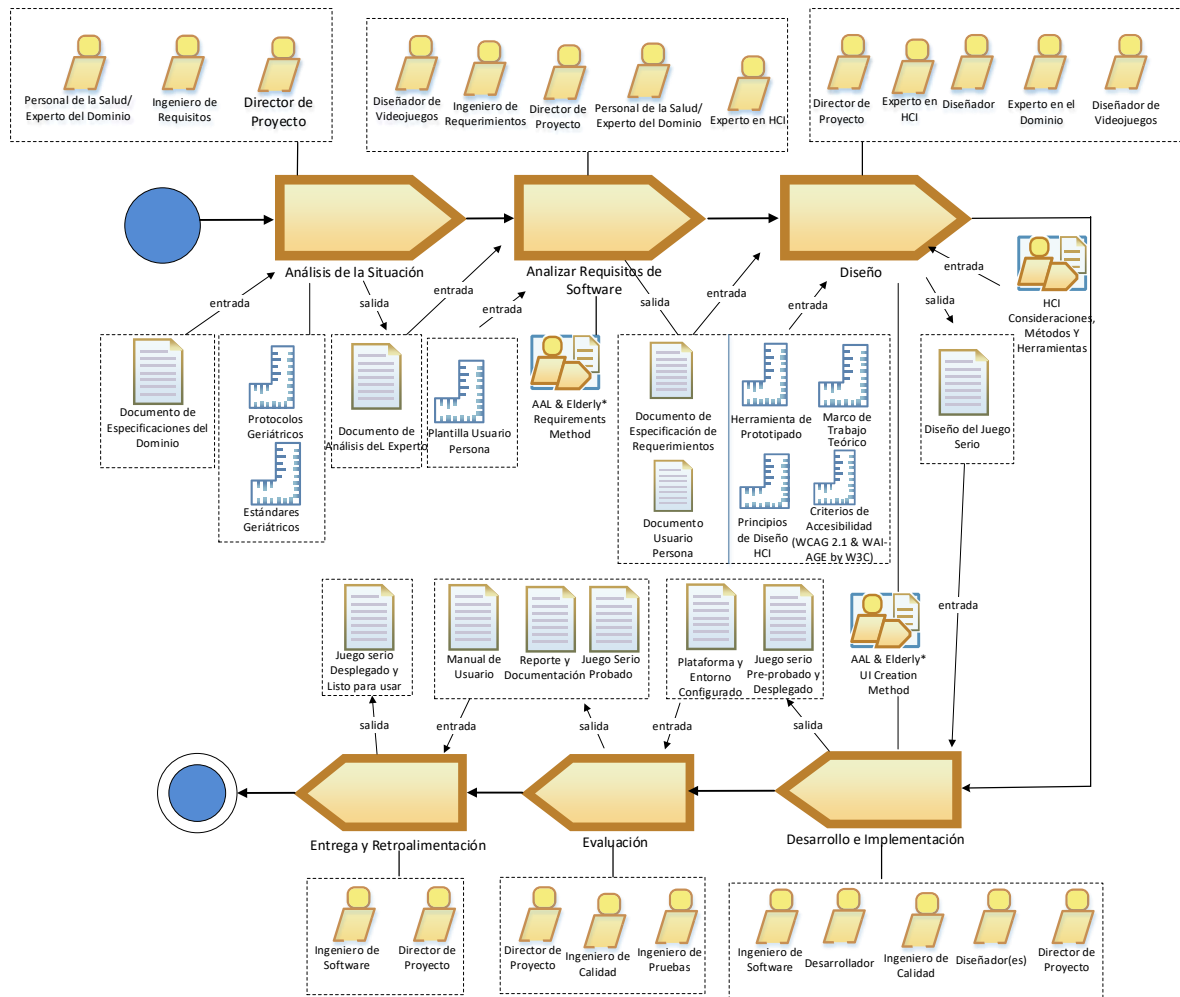 Personal de la Salud/
Experto del Dominio
Ingeniero de
Requisitos
Director de
Proyecto
Diseñador de
Videojuegos
Ingeniero de
Requerimientos
Director de
Proyecto
Personal de la Salud/
Experto del Dominio
Experto en HCI
Director de
Proyecto
Experto en
HCI
Diseñador
Experto en el
Dominio
Diseñador de
Videojuegos
Análisis de la Situación
Analizar Requisitos de
Software
Diseño
entrada
salida
entrada
entrada
salida
entrada
entrada
salida
entrada
HCI
Consideraciones,
Métodos Y
Herramientas
Documento de
Especificaciones del
Dominio
Protocolos
Geriátricos
Estándares
Geriátricos
Documento de
Análisis deL Experto
Plantilla Usuario
Persona
AAL & Elderly*
Requirements
Method
Documento de
Especificación de
Requerimientos
Documento
Usuario
Persona
Herramienta de
Prototipado
Marco de
Trabajo
Teórico
Principios
de Diseño
HCI
Criterios de
Accesibilidad
(WCAG 2.1 & WAI-
AGE by W3C)
Diseño del Juego
Serio
entrada
Juego serio
Desplegado y
Listo para usar
Manual de
Usuario
Reporte y
Documentación
Juego Serio
Probado
Plataforma y
Entorno
Configurado
Juego serio
Pre-probado y
Desplegado
AAL & Elderly*
UI Creation
Method
salida
entrada
salida
entrada
salida
Entrega y Retroalimentación
Evaluación
Desarrollo e Implementación
Ingeniero de
Software
Director de
Proyecto
Director de
Proyecto
Ingeniero de
Calidad
Ingeniero de
Pruebas
Ingeniero de
Software
Desarrollador
Ingeniero de
Calidad
Diseñador(es)
Director de
Proyecto